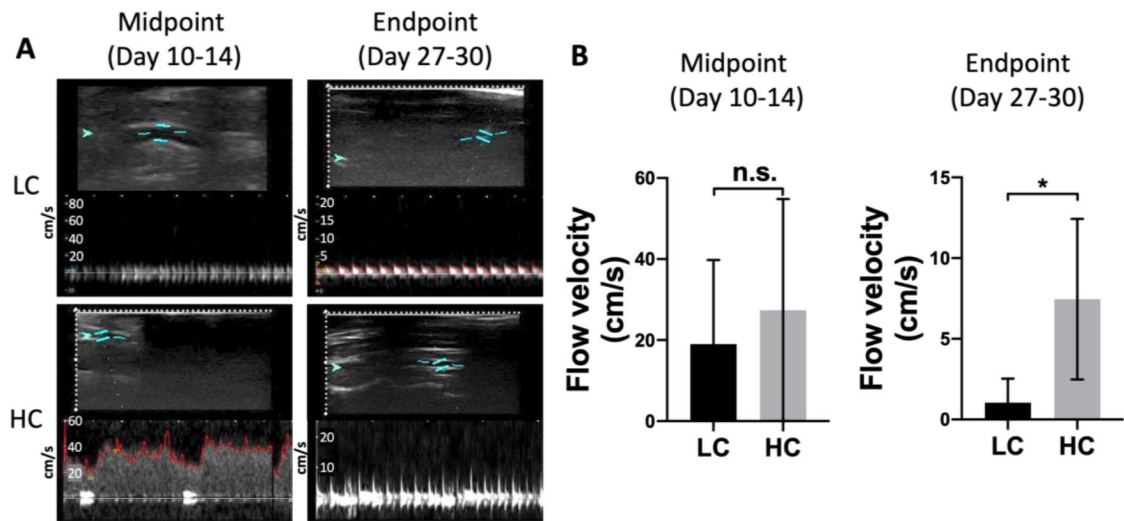 A
Midpoint
(Day 10-14)
Endpoint
(Day 27-30)
LC
cm/s
80
60
40
20
cm/s
20
15
10
5
+0
HC
cm/s
60
40
20
cm/s
20
10
B
Midpoint
(Day 10-14)
Flow velocity
(cm/s)
60
40
20
0
n.s.
LC
HC
Endpoint
(Day 27-30)
Flow velocity
(cm/s)
15
10
5
0
*
LC
HC